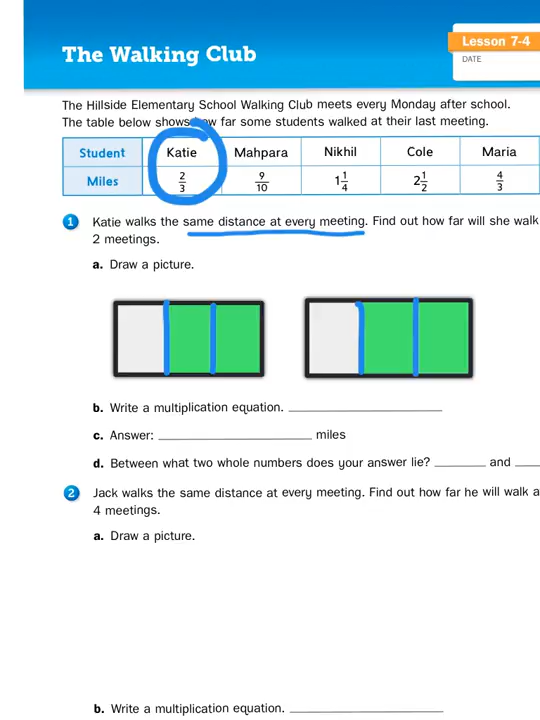 The Walking Club
Lesson 7-4
DATE
The Hillside Elementary School Walking Club meets every Monday after school.
The table below shows how far some students walked at their last meeting.
Student Katie Mahpara Nikhil Cole Maria
Miles 2/3 9/10 1 1/4 2 1/2 4/3
1 Katie walks the same distance at every meeting. Find out how far will she walk
2 meetings.
a. Draw a picture.
b. Write a multiplication equation. ____
c. Answer: ____ miles
d. Between what two whole numbers does your answer lie? ____ and ____
2 Jack walks the same distance at every meeting. Find out how far he will walk a
4 meetings.
a. Draw a picture.
b. Write a multiplication equation. ____